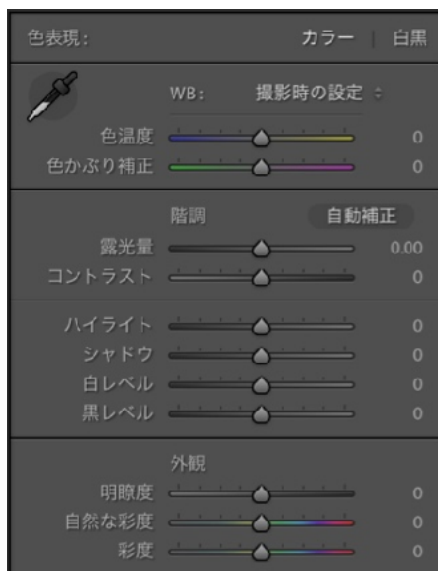 色表現: カラー | 白黒
WB: 撮影時の設定
色温度 0
色かぶり補正 0
階調 自動補正
露光量 0.00
コントラスト 0
ハイライト 0
シャドウ 0
白レベル 0
黒レベル 0
外観
明瞭度 0
自然な彩度 0
彩度 0